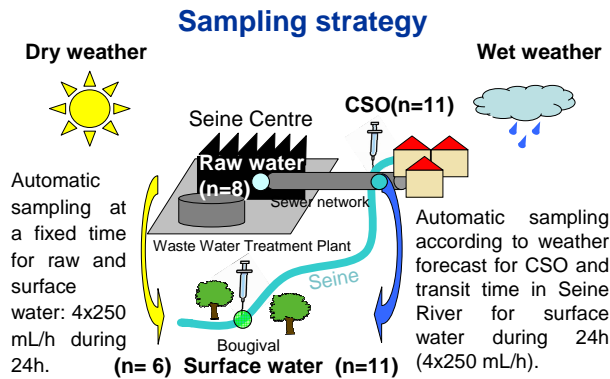 Sampling strategy
Dry weather
Wet weather
CSO(n=11)
Seine Centre
Raw water
(n=8)
Sewer network
Waste Water Treatment Plant
Automatic
sampling at
a fixed time
for raw and
surface
water: 4x250
mL/h during
24h.
Automatic sampling
according to weather
forecast for CSO and
transit time in Seine
River for surface
water during 24h
(4x250 mL/h).
Seine
Bougival
(n= 6) Surface water (n=11)